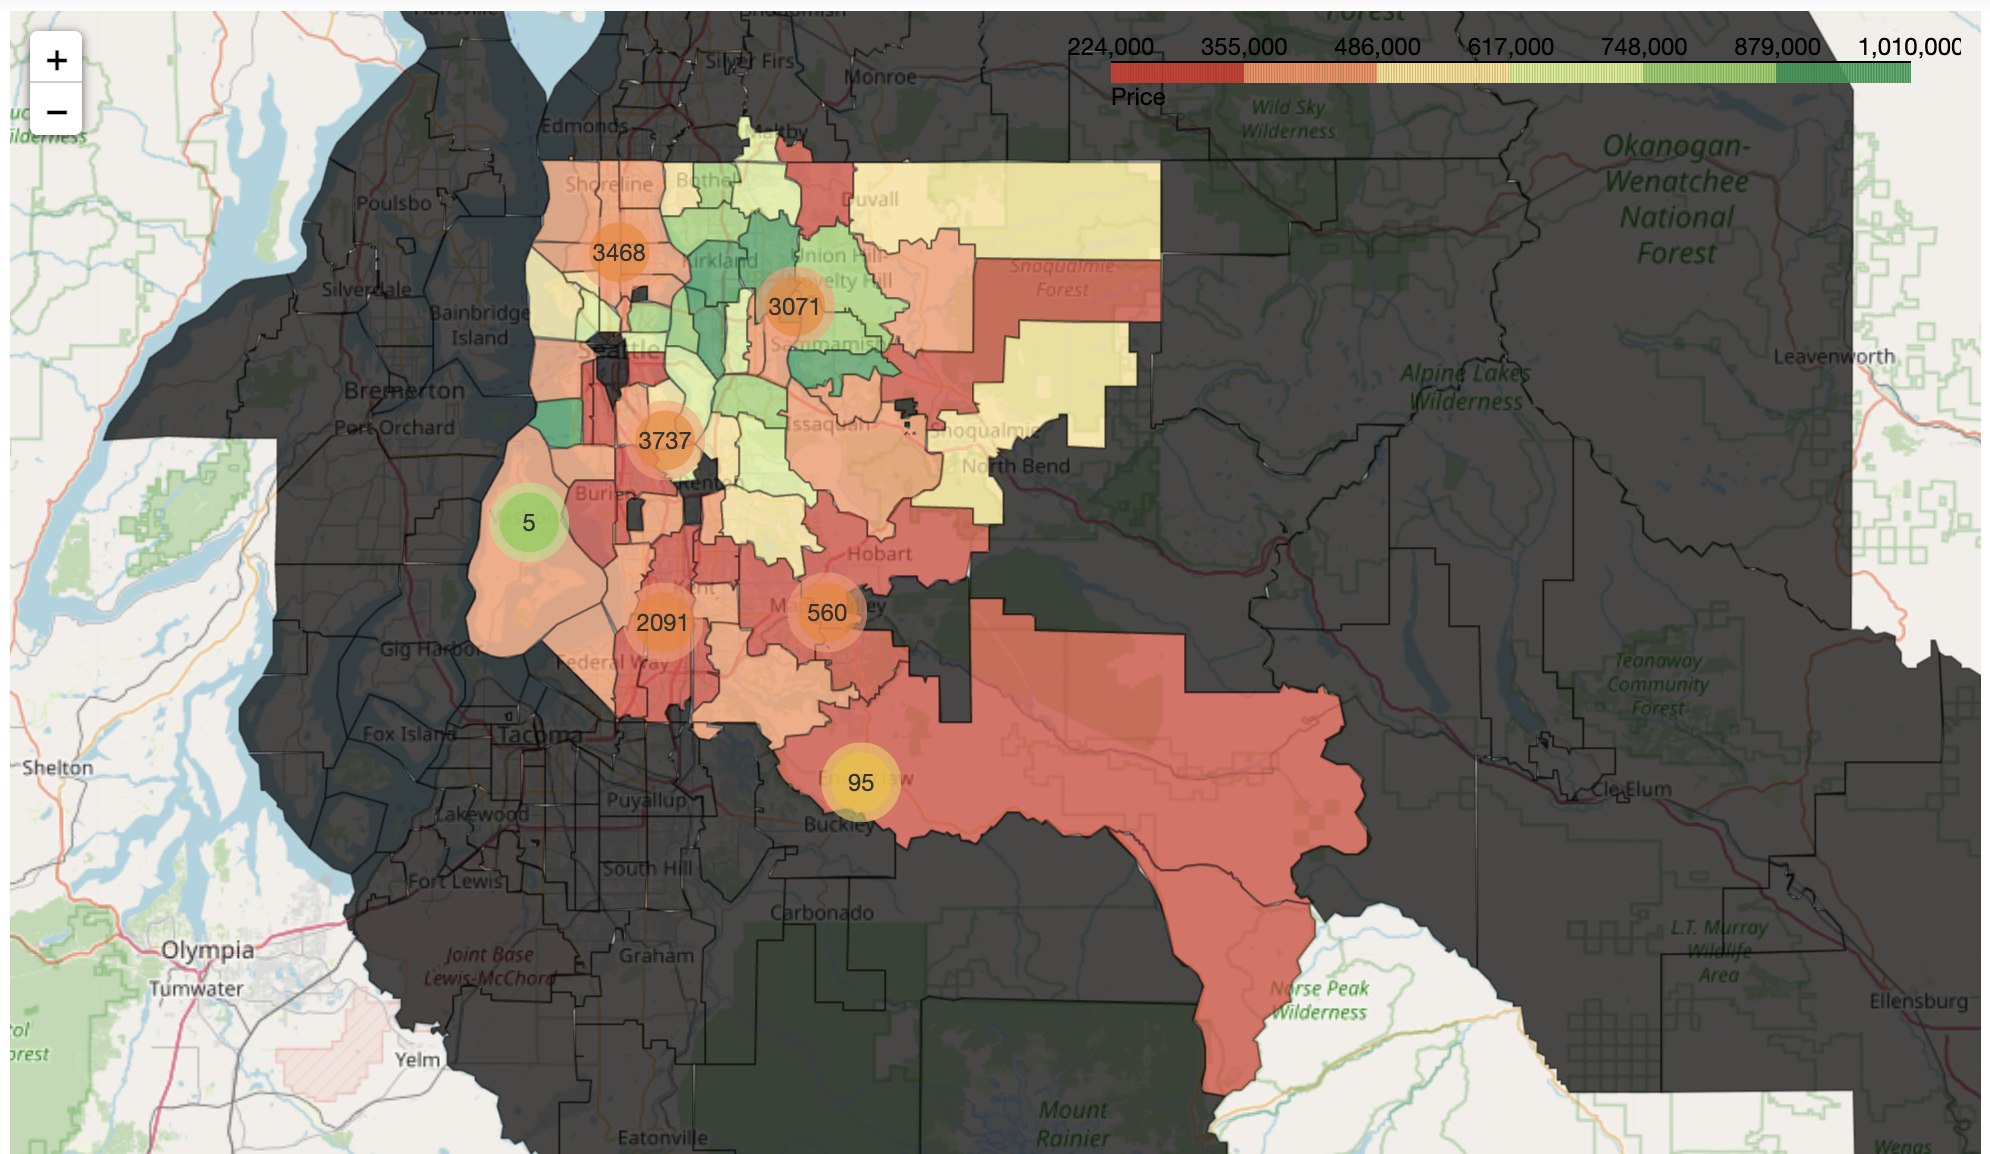 +
−
224,000 355,000 486,000 617,000 748,000 879,000 1,010,000
Price
Silver Firs
Monroe
Edmonds
Maltby
Wild Sky
Wilderness
Okanogan-
Wenatchee
National
Forest
Forest
Shoreline
Bothel
Duvall
Poulsbo
3468
Kirkland
Union Hill-
Novelty Hill
Snoqualmie
Forest
Silverdale
3071
Bainbridge
Island
Seattle
Sammamish
Leavenworth
Alpine Lakes
Wilderness
Bremerton
Port Orchard
3737
Issaquah
Snoqualmie
North Bend
Renton
Burien
5
Hobart
Kent
2091
560
Gig Harbor
Federal Way
Teanaway
Community
Forest
Fox Island
Tacoma
Shelton
95
Puyallup
Buckley
Cle Elum
Lakewood
South Hill
Fort Lewis
Carbonado
Olympia
Joint Base
Lewis-McChord
Graham
L.T. Murray
Wildlife
Area
Tumwater
Norse Peak
Wilderness
Ellensburg
Yelm
Mount
Rainier
Eatonville
Wenas